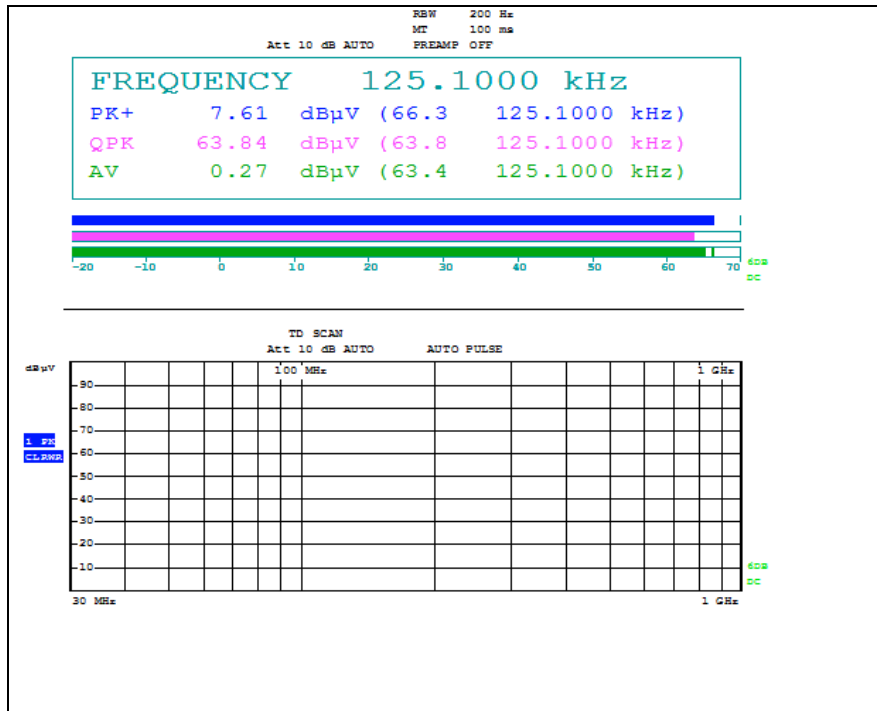 RBW 200 Hz
MT 100 ms
Att 10 dB AUTO PREAMP OFF
FREQUENCY 125.1000 kHz
PK+ 7.61 dBµV (66.3 125.1000 kHz)
QPK 63.84 dBµV (63.8 125.1000 kHz)
AV 0.27 dBµV (63.4 125.1000 kHz)
-20 -10 0 10 20 30 40 50 60 70
6DB
DC
TD SCAN
Att 10 dB AUTO AUTO PULSE
dBµV
100 MHz 1 GHz
90
80
70
1 PK
CLRWR
60
50
40
30
20
10
6DB
DC
30 MHz 1 GHz